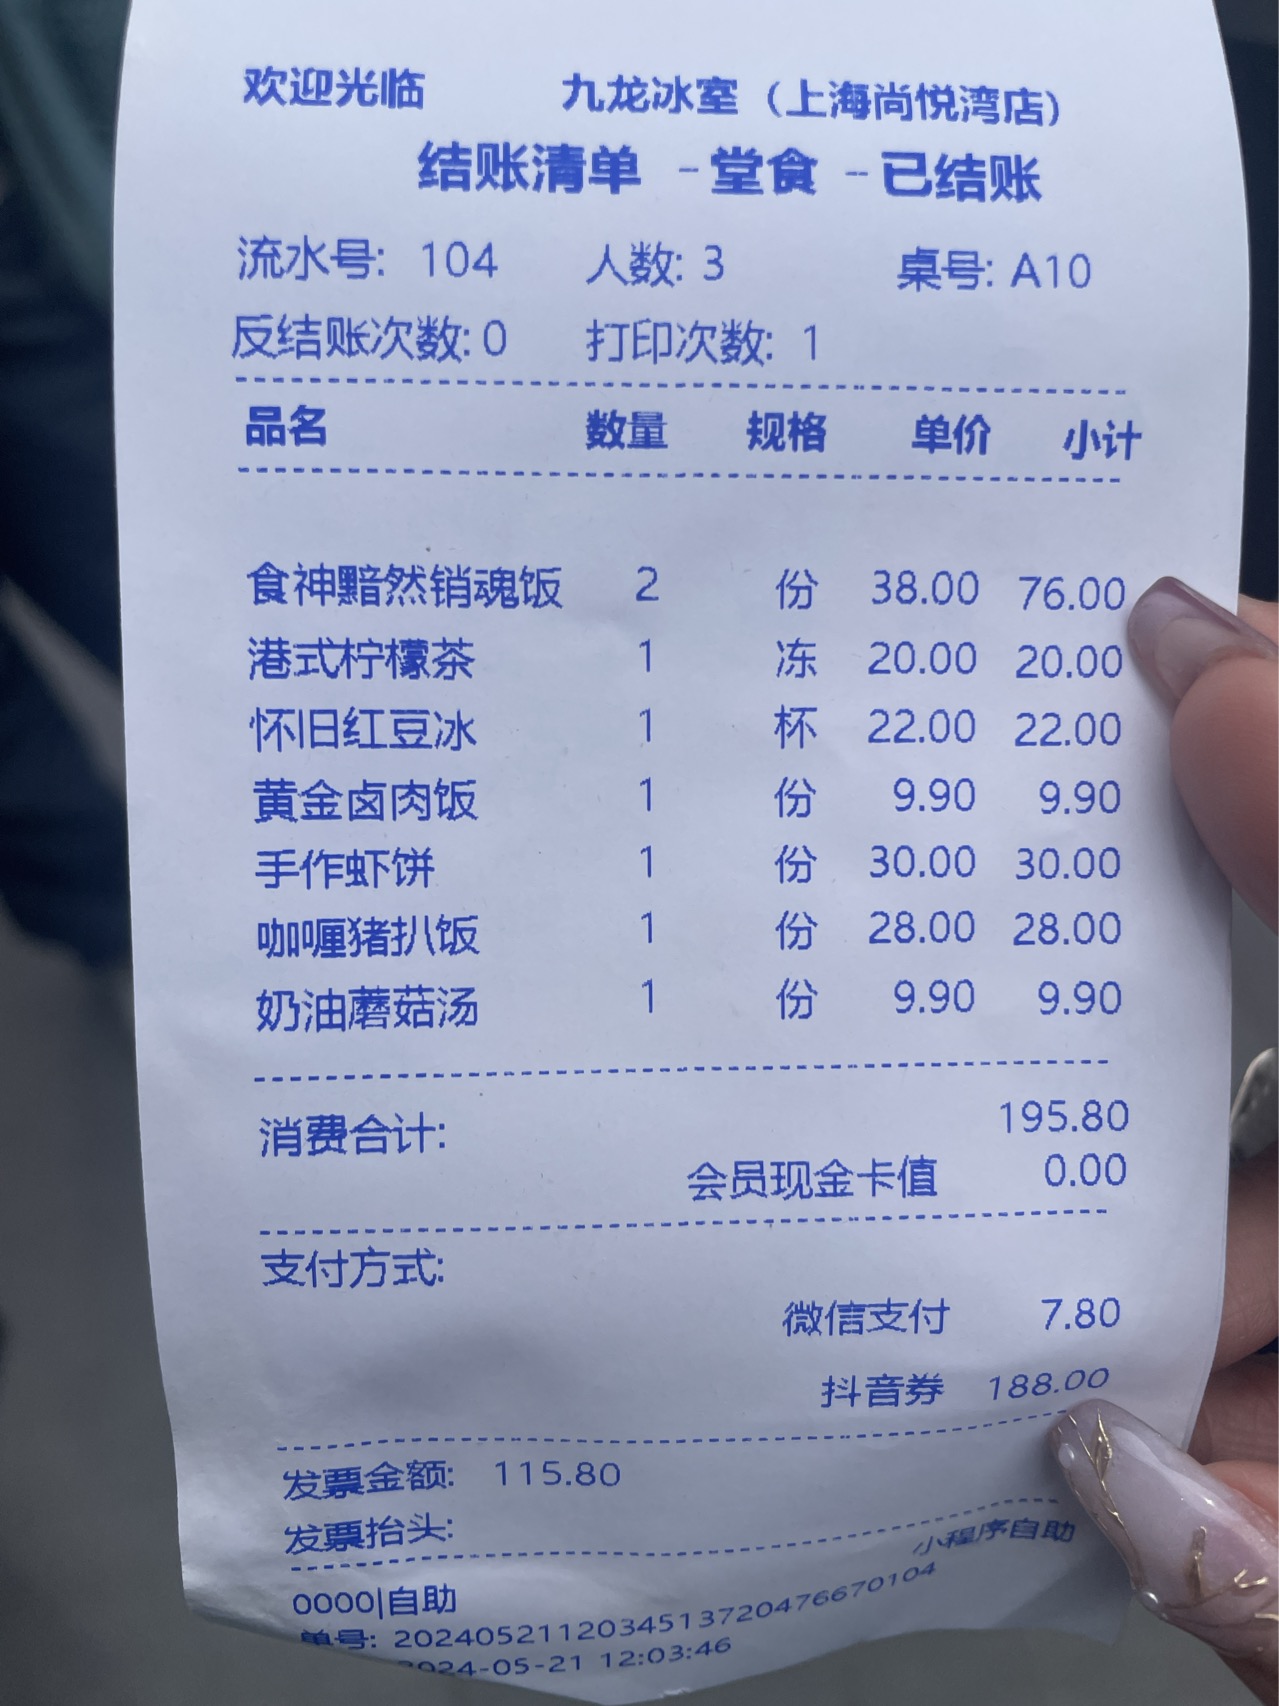 欢迎光临 九龙冰室（上海尚悦湾店）
结账清单 - 堂食 -- 已结账
流水号: 104 人数: 3 桌号: A10
反结账次数: 0 打印次数: 1
品名 数量 规格 单价 小计
食神黯然销魂饭 2 份 38.00 76.00
港式柠檬茶 1 冻 20.00 20.00
怀旧红豆冰 1 杯 22.00 22.00
黄金卤肉饭 1 份 9.90 9.90
手作虾饼 1 份 30.00 30.00
咖喱猪扒饭 1 份 28.00 28.00
奶油蘑菇汤 1 份 9.90 9.90
消费合计: 195.80
会员现金卡值 0.00
支付方式:
微信支付 7.80
抖音券 188.00
发票金额: 115.80
发票抬头:
0000|自助 小程序自助
单号: 2024052112034513720476670104
2024-05-21 12:03:46